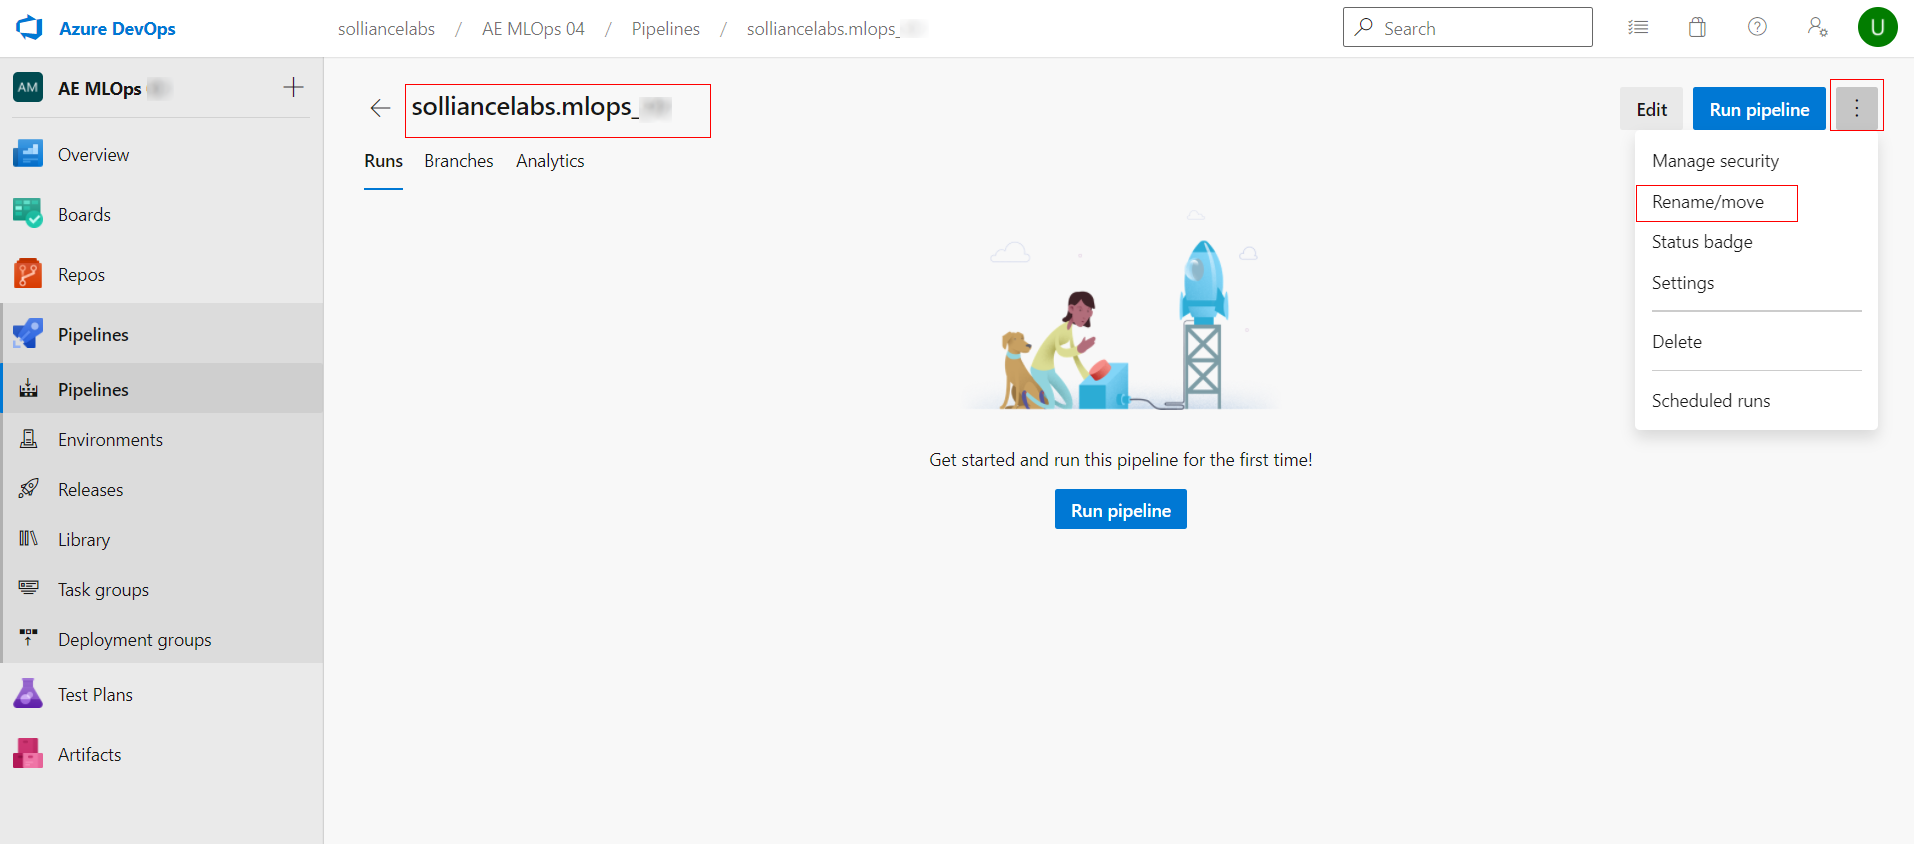 Azure DevOps
solliancelabs / AE MLOps 04 / Pipelines / solliancelabs.mlops_
Search
U
AM
AE MLOps
Overview
Boards
Repos
Pipelines
Pipelines
Environments
Releases
Library
Task groups
Deployment groups
Test Plans
Artifacts
solliancelabs.mlops_
Edit
Run pipeline
Runs Branches Analytics
Manage security
Rename/move
Status badge
Settings
Delete
Scheduled runs
Get started and run this pipeline for the first time!
Run pipeline